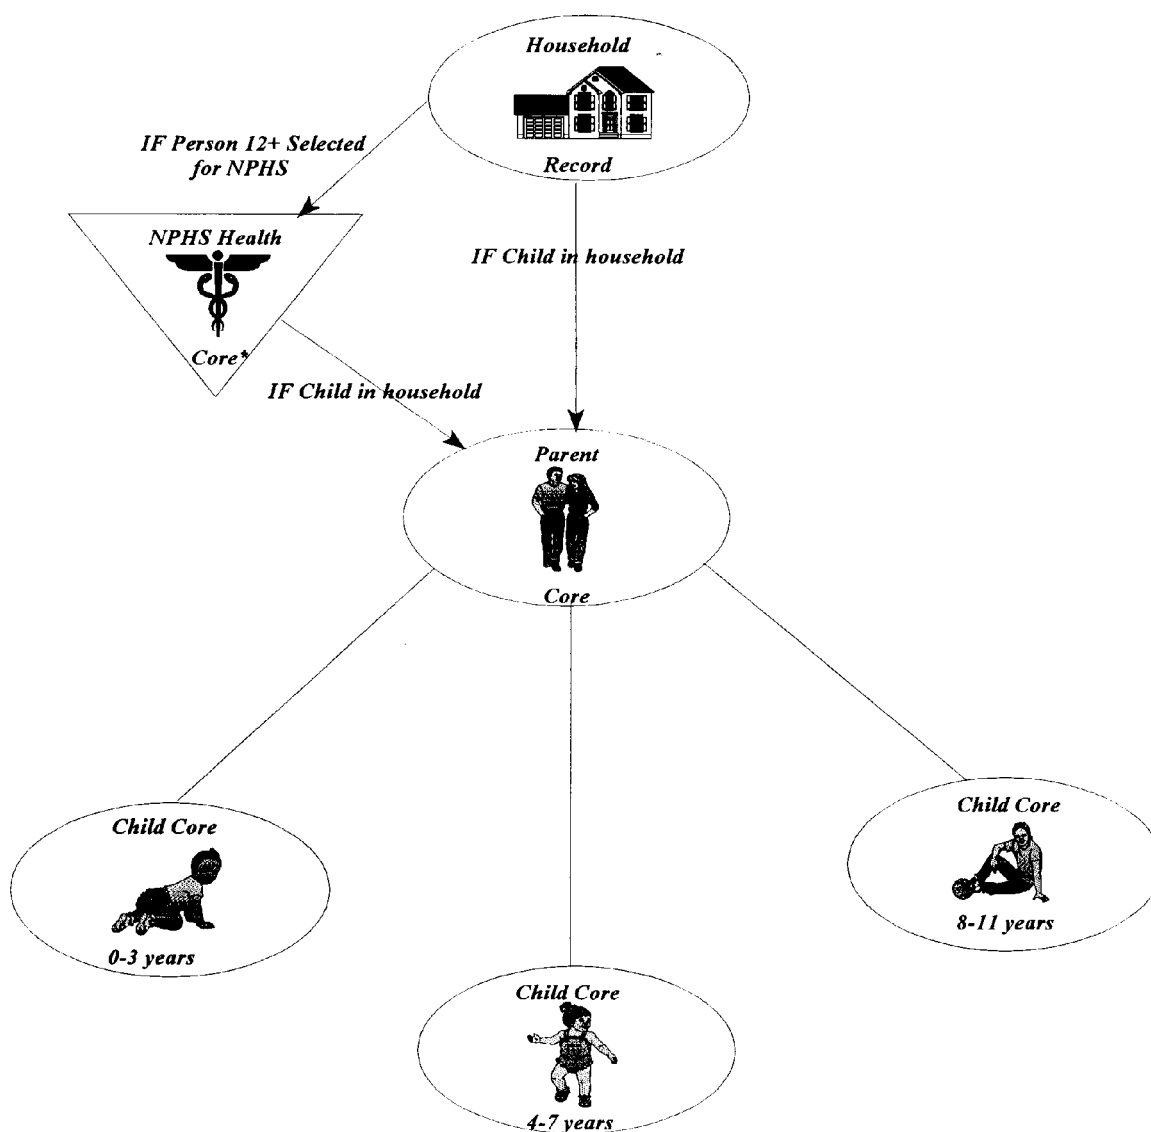 Household
Record
IF Person 12+ Selected
for NPHS
NPHS Health
Core*
IF Child in household
IF Child in household
Parent
Core
Child Core
0-3 years
Child Core
4-7 years
Child Core
8-11 years